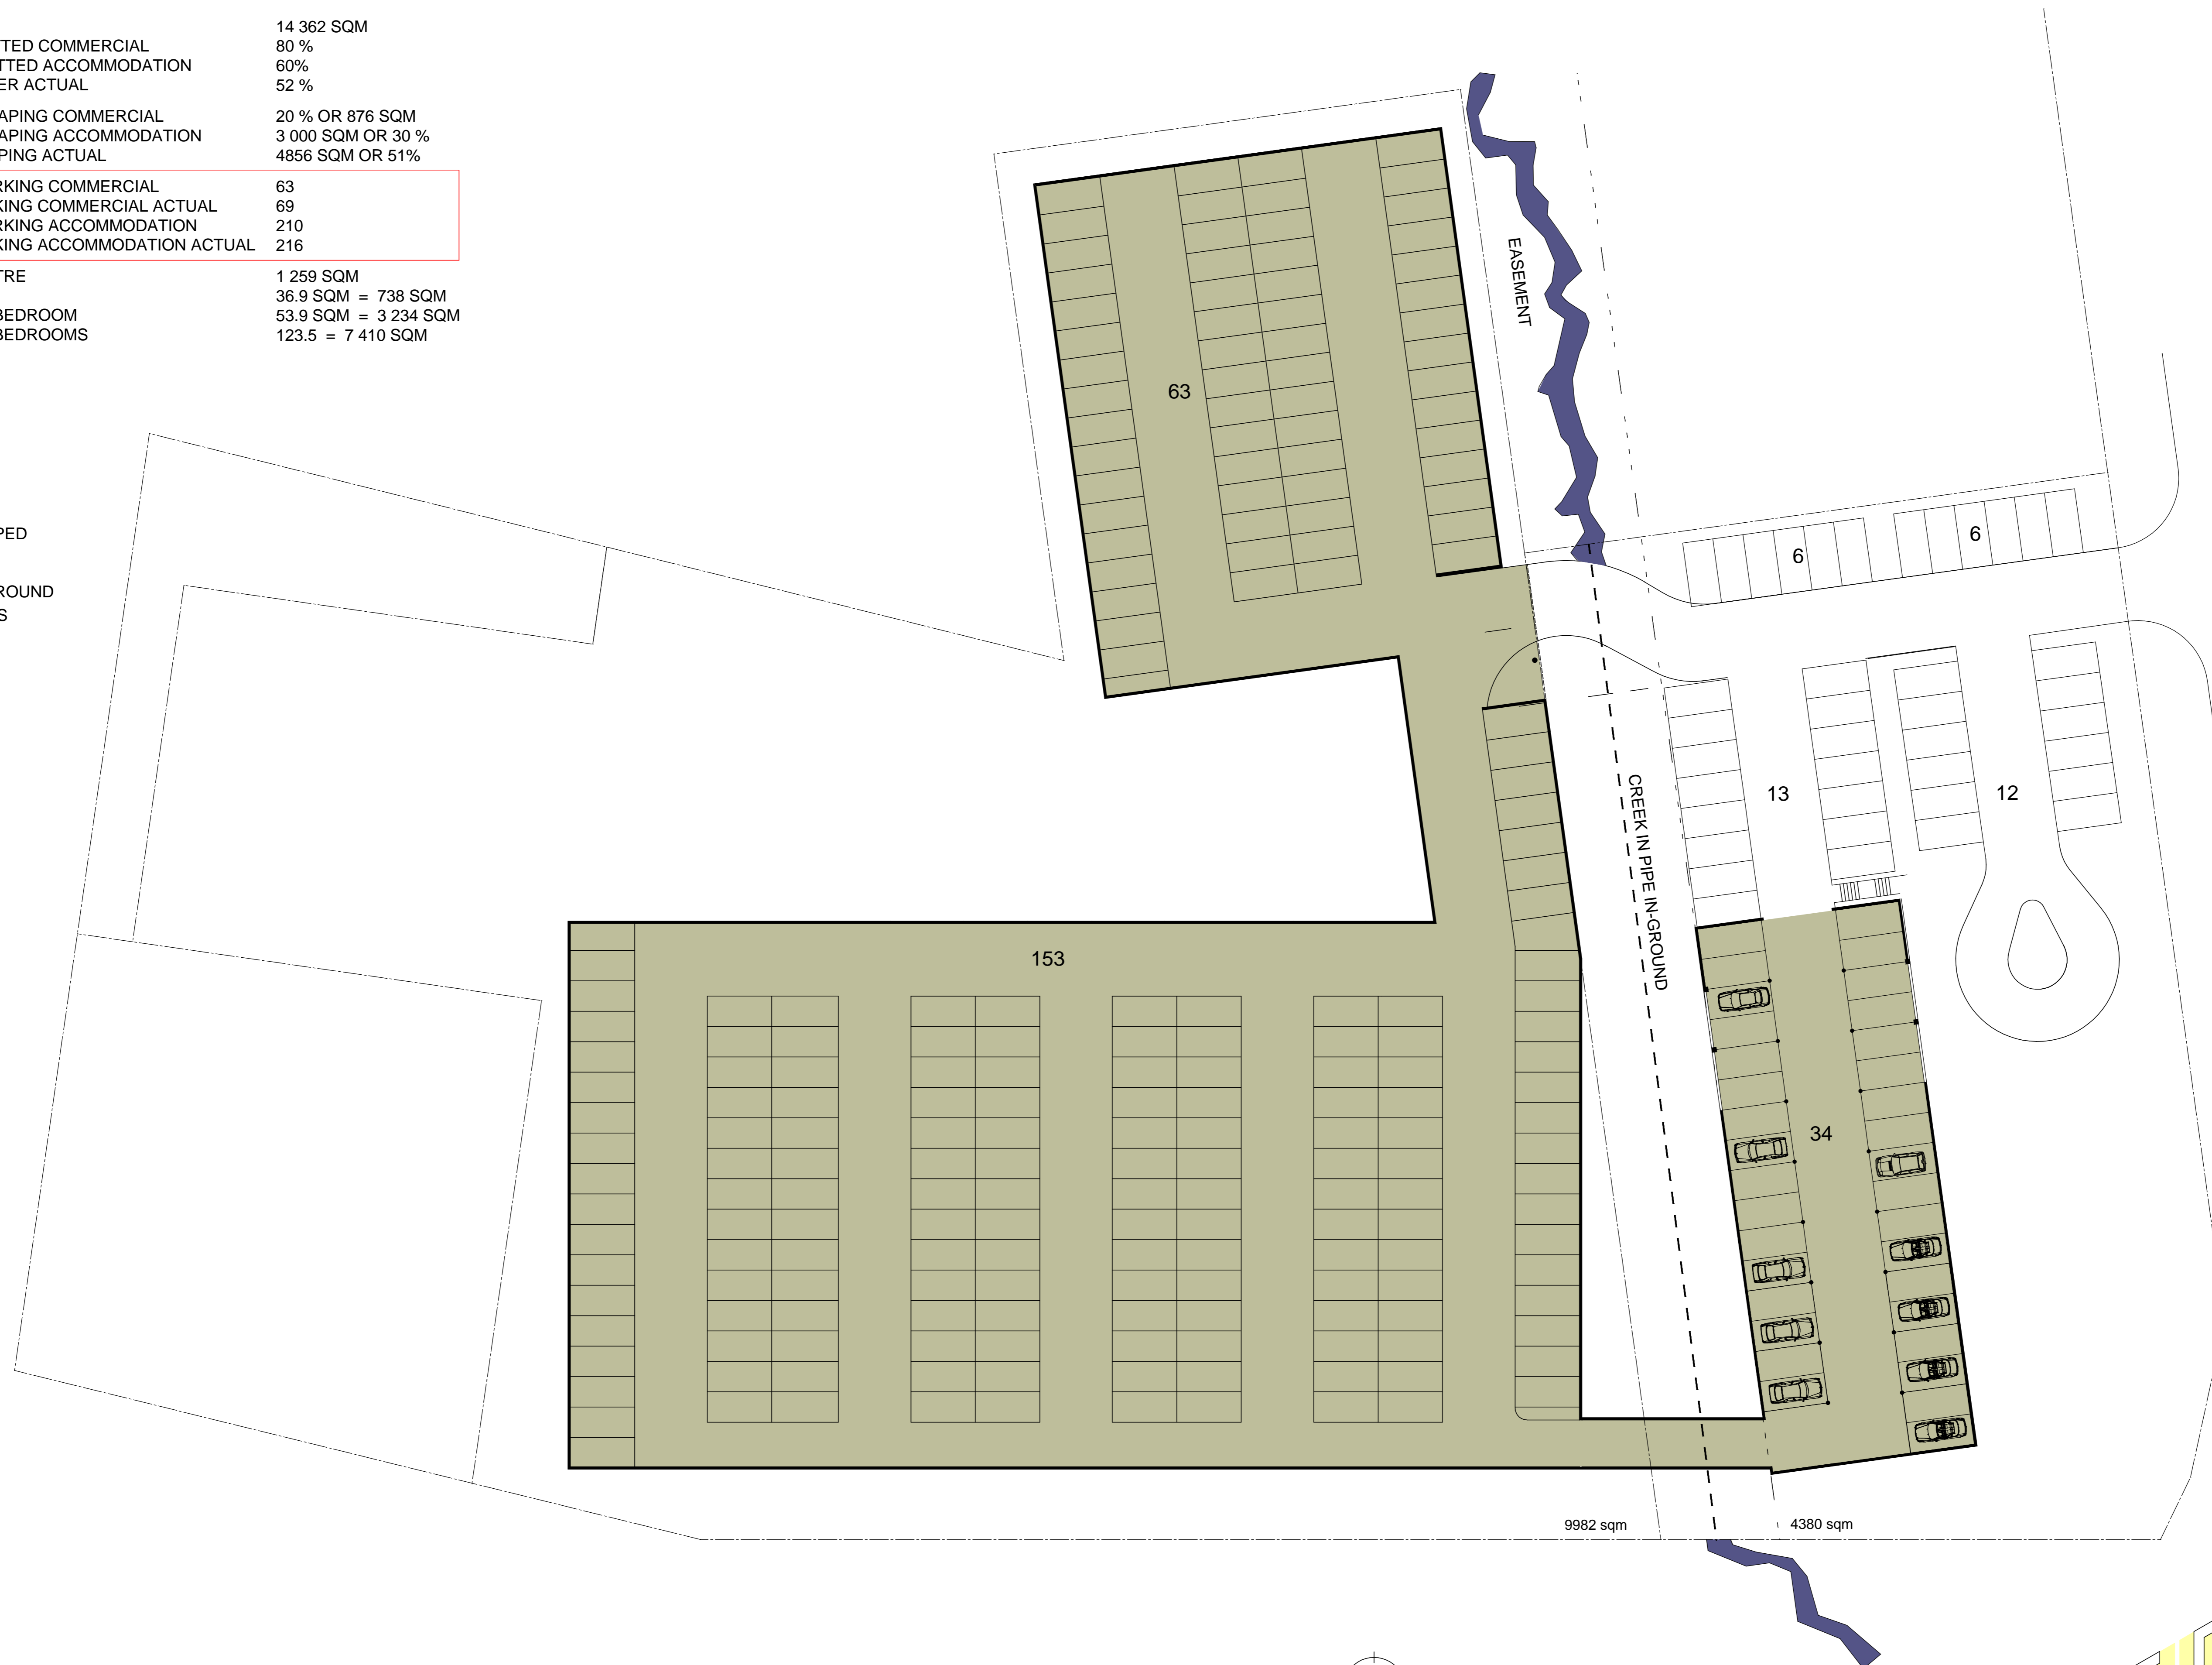 14 362 SQM
TTED COMMERCIAL 80 %
TTED ACCOMMODATION 60%
ER ACTUAL 52 %
APING COMMERCIAL 20 % OR 876 SQM
APING ACCOMMODATION 3 000 SQM OR 30 %
PING ACTUAL 4856 SQM OR 51%
RKING COMMERCIAL 63
KING COMMERCIAL ACTUAL 69
RKING ACCOMMODATION 210
KING ACCOMMODATION ACTUAL 216
TRE 1 259 SQM
36.9 SQM = 738 SQM
BEDROOM 53.9 SQM = 3 234 SQM
BEDROOMS 123.5 = 7 410 SQM
PED
ROUND
S
EASEMENT
63
6
6
13
12
CREEK IN PIPE IN-GROUND
153
34
9982 sqm
4380 sqm